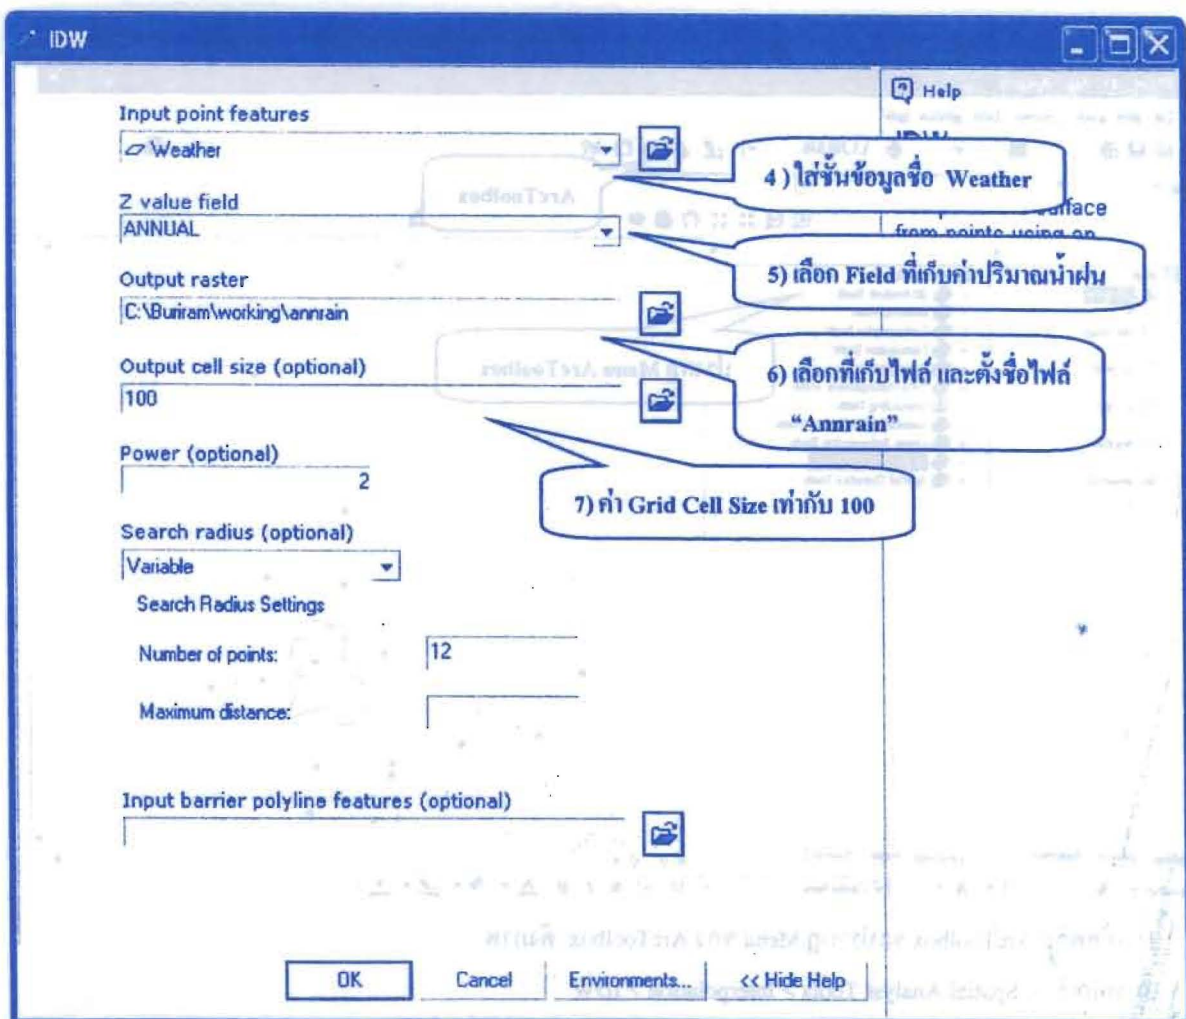 IDW
Help
Input point features
Weather
4 ) ใส่ชั้นข้อมูลชื่อ Weather
Z value field
ANNUAL
from points using an
5) เลือก Field ที่เก็บค่าปริมาณน้ำฝน
Output raster
C:\Buriram\working\annrain
Output cell size (optional)
100
6) เลือกที่เก็บไฟล์ และตั้งชื่อไฟล์
“Annrain”
Power (optional)
2
7) ค่า Grid Cell Size เท่ากับ 100
Search radius (optional)
Variable
Search Radius Settings
Number of points:
12
Maximum distance:
Input barrier polyline features (optional)
OK
Cancel
Environments...
<< Hide Help